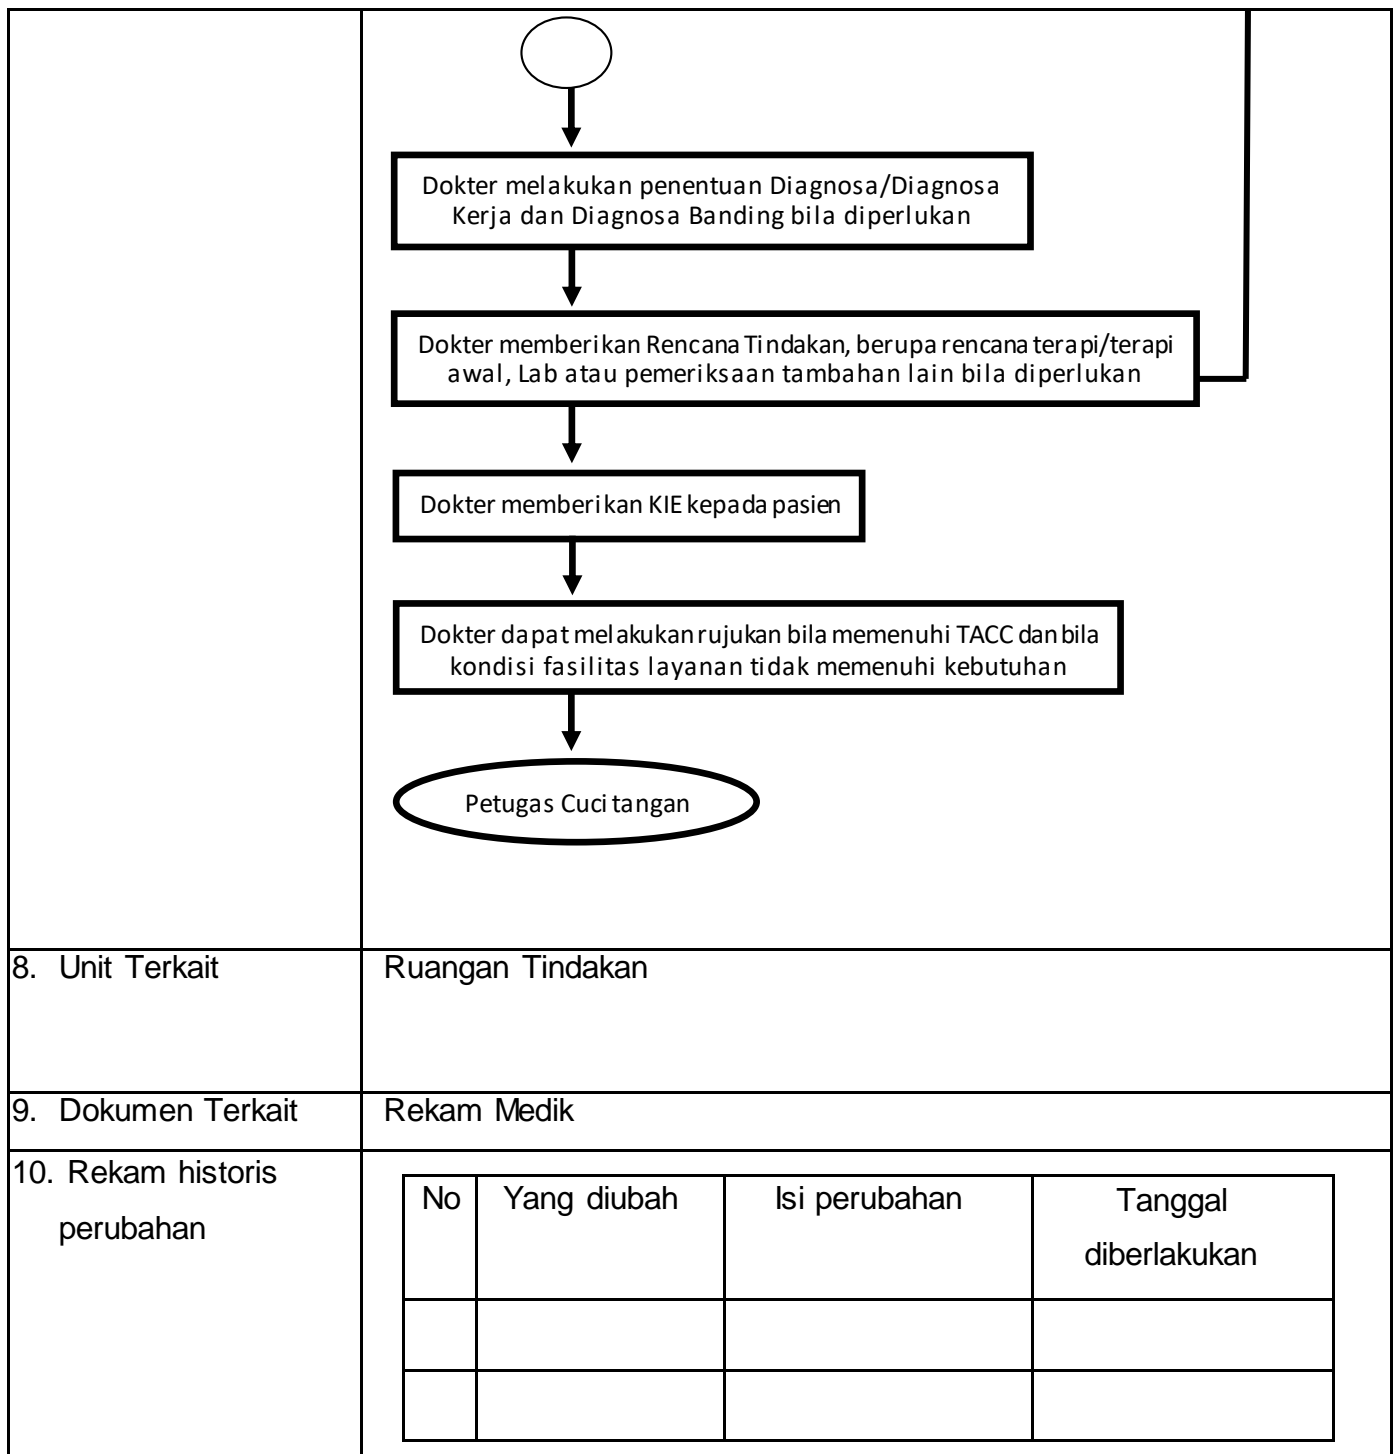 Dokter melakukan penentuan Diagnosa/Diagnosa
Kerja dan Diagnosa Banding bila diperlukan
Dokter memberikan Rencana Tindakan, berupa rencana terapi/terapi
awal, Lab atau pemeriksaan tambahan lain bila diperlukan
Dokter memberikan KIE kepada pasien
Dokter dapat melakukan rujukan bila memenuhi TACC dan bila
kondisi fasilitas layanan tidak memenuhi kebutuhan
Petugas Cuci tangan
8. Unit Terkait
Ruangan Tindakan
9. Dokumen Terkait
Rekam Medik
10. Rekam historis
perubahan
No
Yang diubah
Isi perubahan
Tanggal
diberlakukan